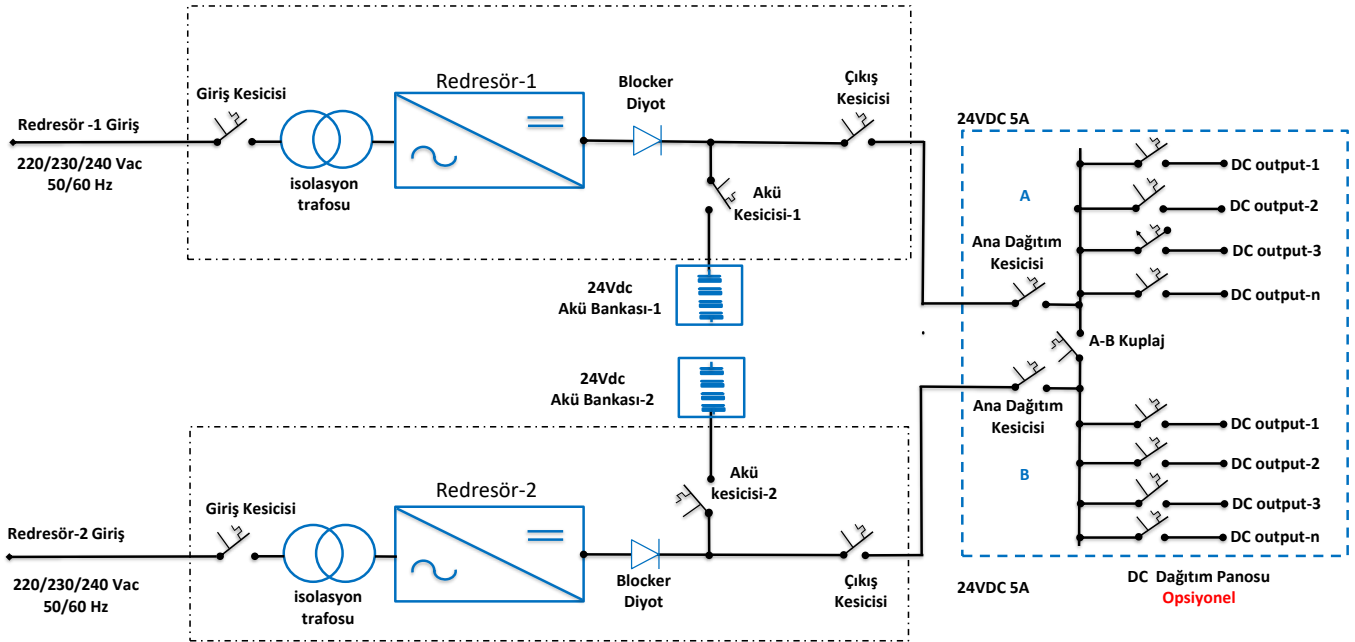 Redresör-1
Giriş Kesicisi
Blocker
Diyot
Çıkış
Kesicisi
Redresör -1 Giriş
220/230/240 Vac
50/60 Hz
isolasyon
trafosu
Akü
Kesicisi-1
24Vdc
Akü Bankası-1
24VDC 5A
A
DC output-1
DC output-2
DC output-3
DC output-n
Ana Dağıtım
Kesicisi
A-B Kuplaj
24Vdc
Akü Bankası-2
Ana Dağıtım
Kesicisi
B
DC output-1
DC output-2
DC output-3
DC output-n
Akü
kesicisi-2
Redresör-2
Giriş Kesicisi
Redresör-2 Giriş
220/230/240 Vac
50/60 Hz
isolasyon
trafosu
Blocker
Diyot
Çıkış
Kesicisi
24VDC 5A
DC Dağıtım Panosu
Opsiyonel